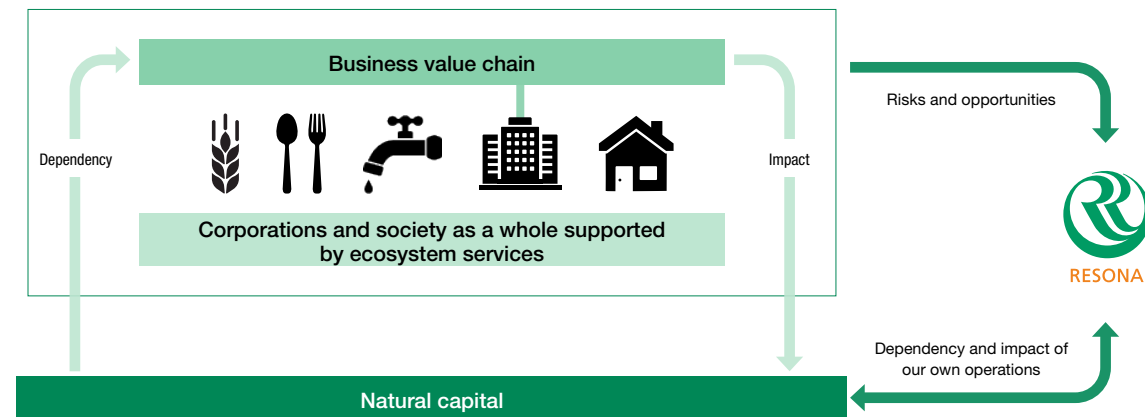 Business value chain
Risks and opportunities
Dependency
Impact
Corporations and society as a whole supported
by ecosystem services
RESONA
Dependency and impact of
our own operations
Natural capital